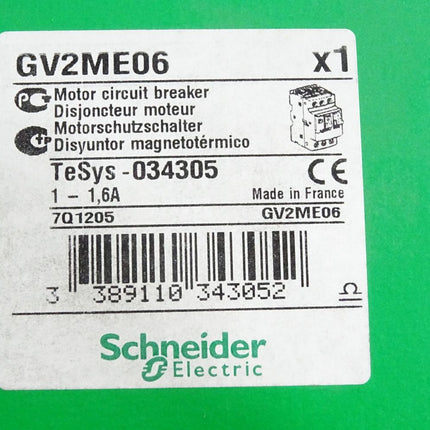 GV2ME06 x1
Motor circuit breaker
Disjoncteur moteur
Motorschutzschalter
Disyuntor magnetotérmico
TeSys -034305 CE
1 – 1,6A Made in France
7Q1205 GV2ME06
3 389110 343052
Schneider
Electric